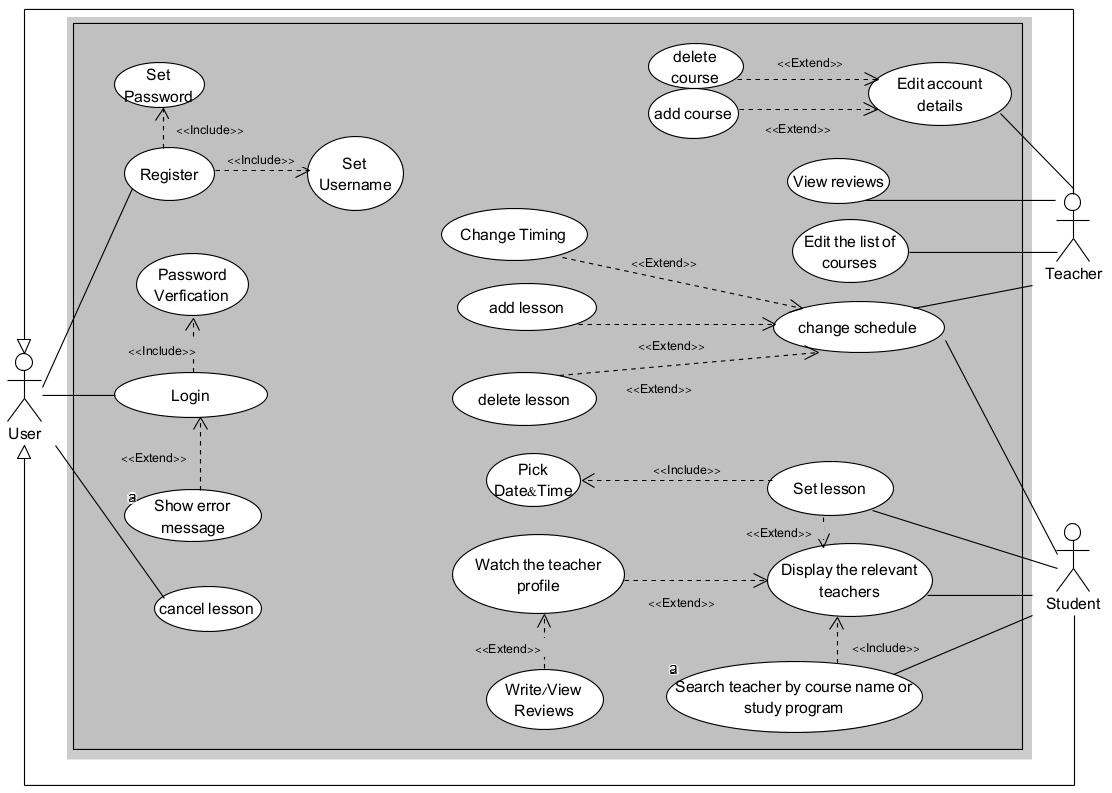 delete
course
<<Extend>>
Set
Password
Edit account
details
add course
<<Extend>>
<<Include>>
Register
<<Include>>
Set
Username
View reviews
Change Timing
Edit the list of
courses
<<Extend>>
Teacher
Password
Verfication
add lesson
change schedule
<<Include>>
<<Extend>>
<<Extend>>
Login
delete lesson
User
<<Extend>>
Pick
Date&Time
<<Include>>
Set lesson
a
Show error
message
<<Extend>>
Watch the teacher
profile
Display the relevant
teachers
<<Extend>>
Student
cancel lesson
<<Extend>>
<<Include>>
a
Write/View
Reviews
Search teacher by course name or
study program